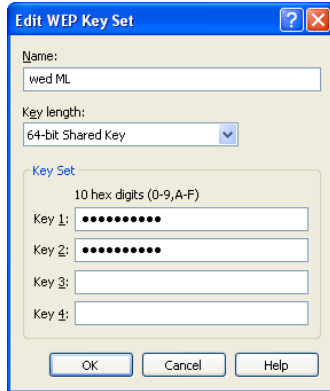 Edit WEP Key Set
Name:
wed ML
Key length:
64-bit Shared Key
Key Set
10 hex digits (0-9,A-F)
Key 1: ●●●●●●●●●●
Key 2: ●●●●●●●●●●
Key 3:
Key 4:
OK Cancel Help